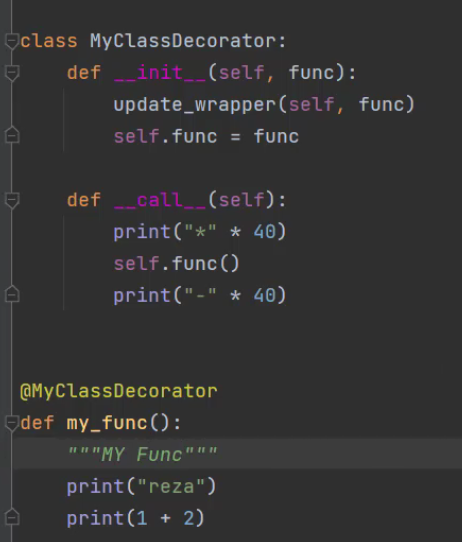 class MyClassDecorator:
    def __init__(self, func):
        update_wrapper(self, func)
        self.func = func
    def __call__(self):
        print("*" * 40)
        self.func()
        print("-" * 40)
@MyClassDecorator
def my_func():
    """MY Func"""
    print("reza")
    print(1 + 2)